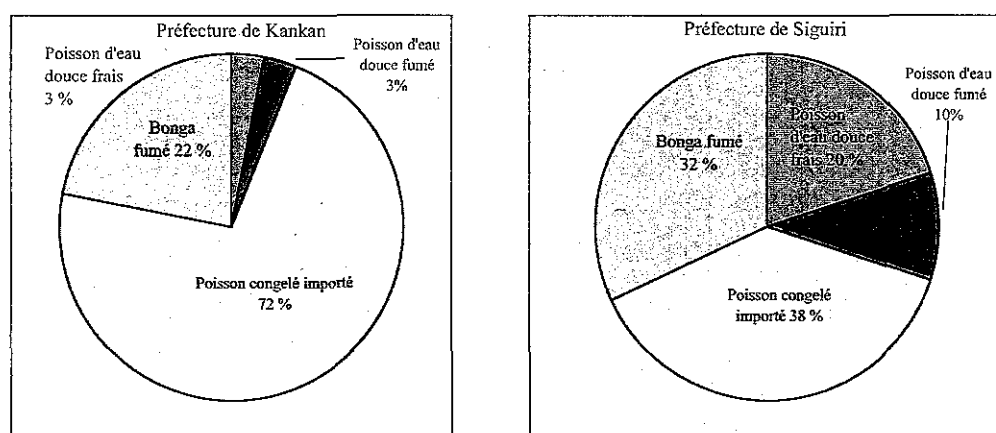 Préfecture de Kankan
Poisson d'eau
douce frais
3 %
Poisson d'eau
douce fumé
3%
Bonga
fumé 22 %
Poisson congelé importé
72 %
Préfecture de Siguiri
Poisson d'eau
douce fumé
10%
Bonga fumé
32 %
Poisson
d'eau douce
frais 20 %
Poisson congelé
importé 38 %